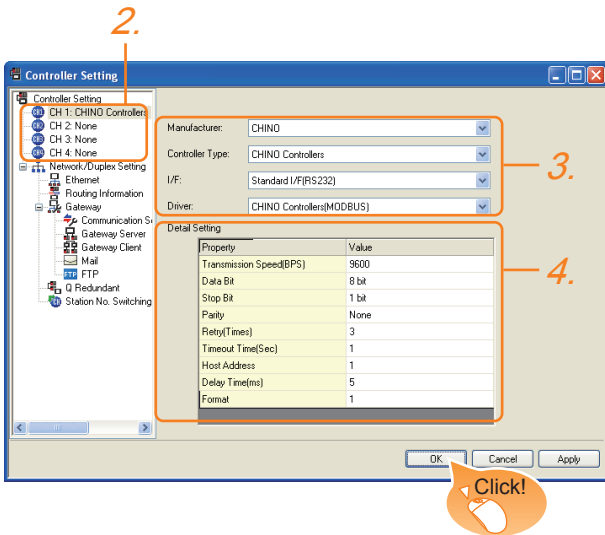 2.
Controller Setting
Controller Setting
CH 1: CHINO Controllers
CH 2: None
CH 3: None
CH 4: None
Network/Duplex Setting
Ethernet
Routing Information
Gateway
Communication S
Gateway Server
Gateway Client
Mail
FTP FTP
Q Redundant
Station No. Switching
Manufacturer: CHINO
Controller Type: CHINO Controllers
I/F: Standard I/F(RS232)
Driver: CHINO Controllers(MODBUS)
3.
Detail Setting
Property Value
Transmission Speed(BPS) 9600
Data Bit 8 bit
Stop Bit 1 bit
Parity None
Retry(Times) 3
Timeout Time(Sec) 1
Host Address 1
Delay Time(ms) 5
Format 1
4.
OK Cancel Apply
Click!